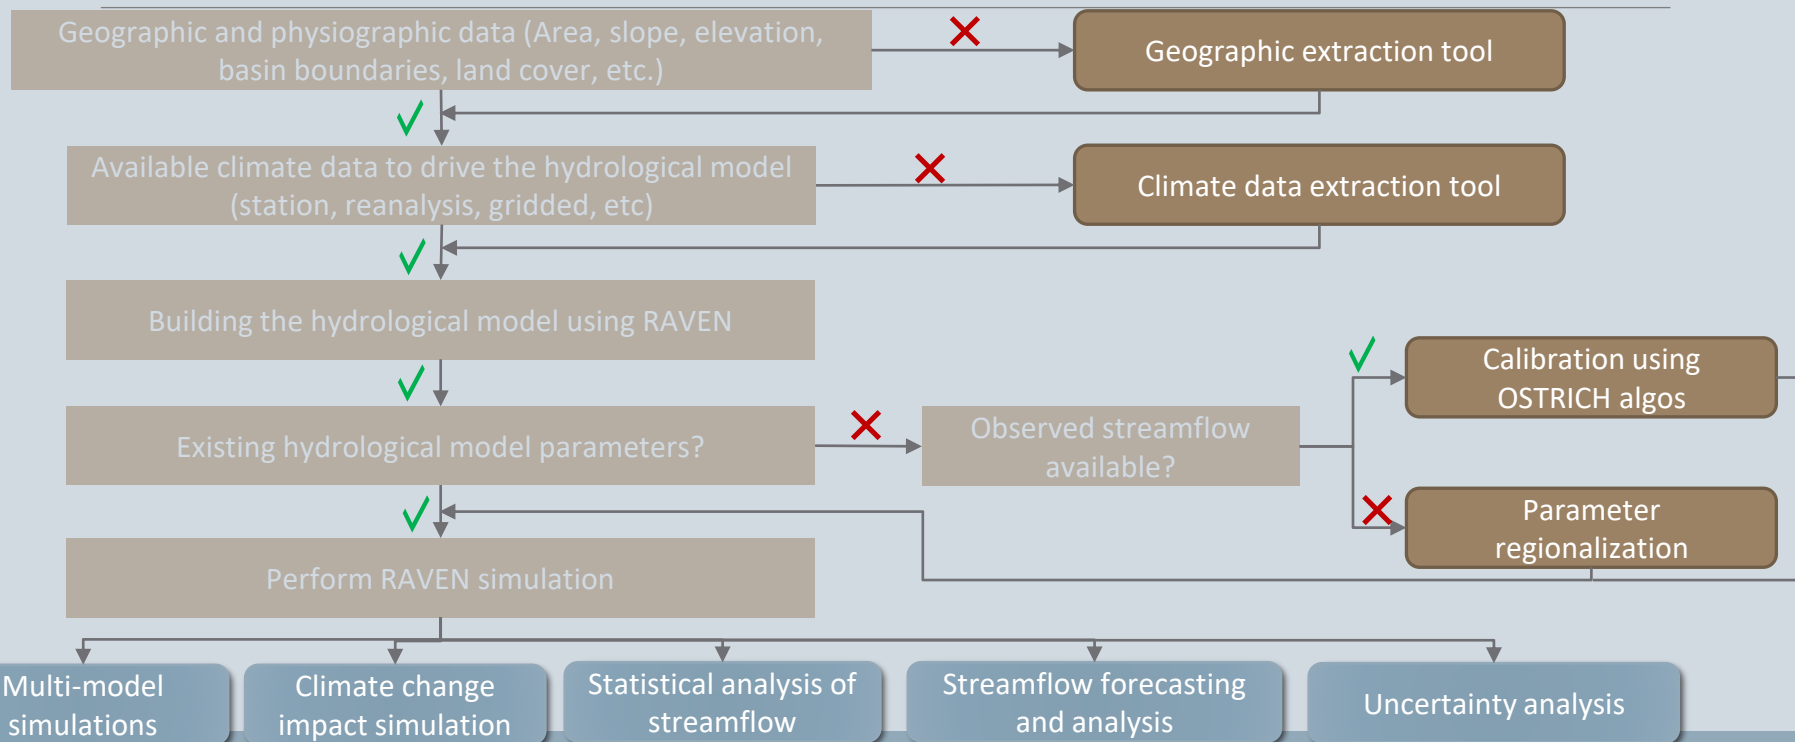 Geographic and physiographic data (Area, slope, elevation,
basin boundaries, land cover, etc.)
Geographic extraction tool
Available climate data to drive the hydrological model
(station, reanalysis, gridded, etc)
Climate data extraction tool
Building the hydrological model using RAVEN
Calibration using
OSTRICH algos
Existing hydrological model parameters?
Observed streamflow
available?
Parameter
regionalization
Perform RAVEN simulation
Multi-model
simulations
Climate change
impact simulation
Statistical analysis of
streamflow
Streamflow forecasting
and analysis
Uncertainty analysis